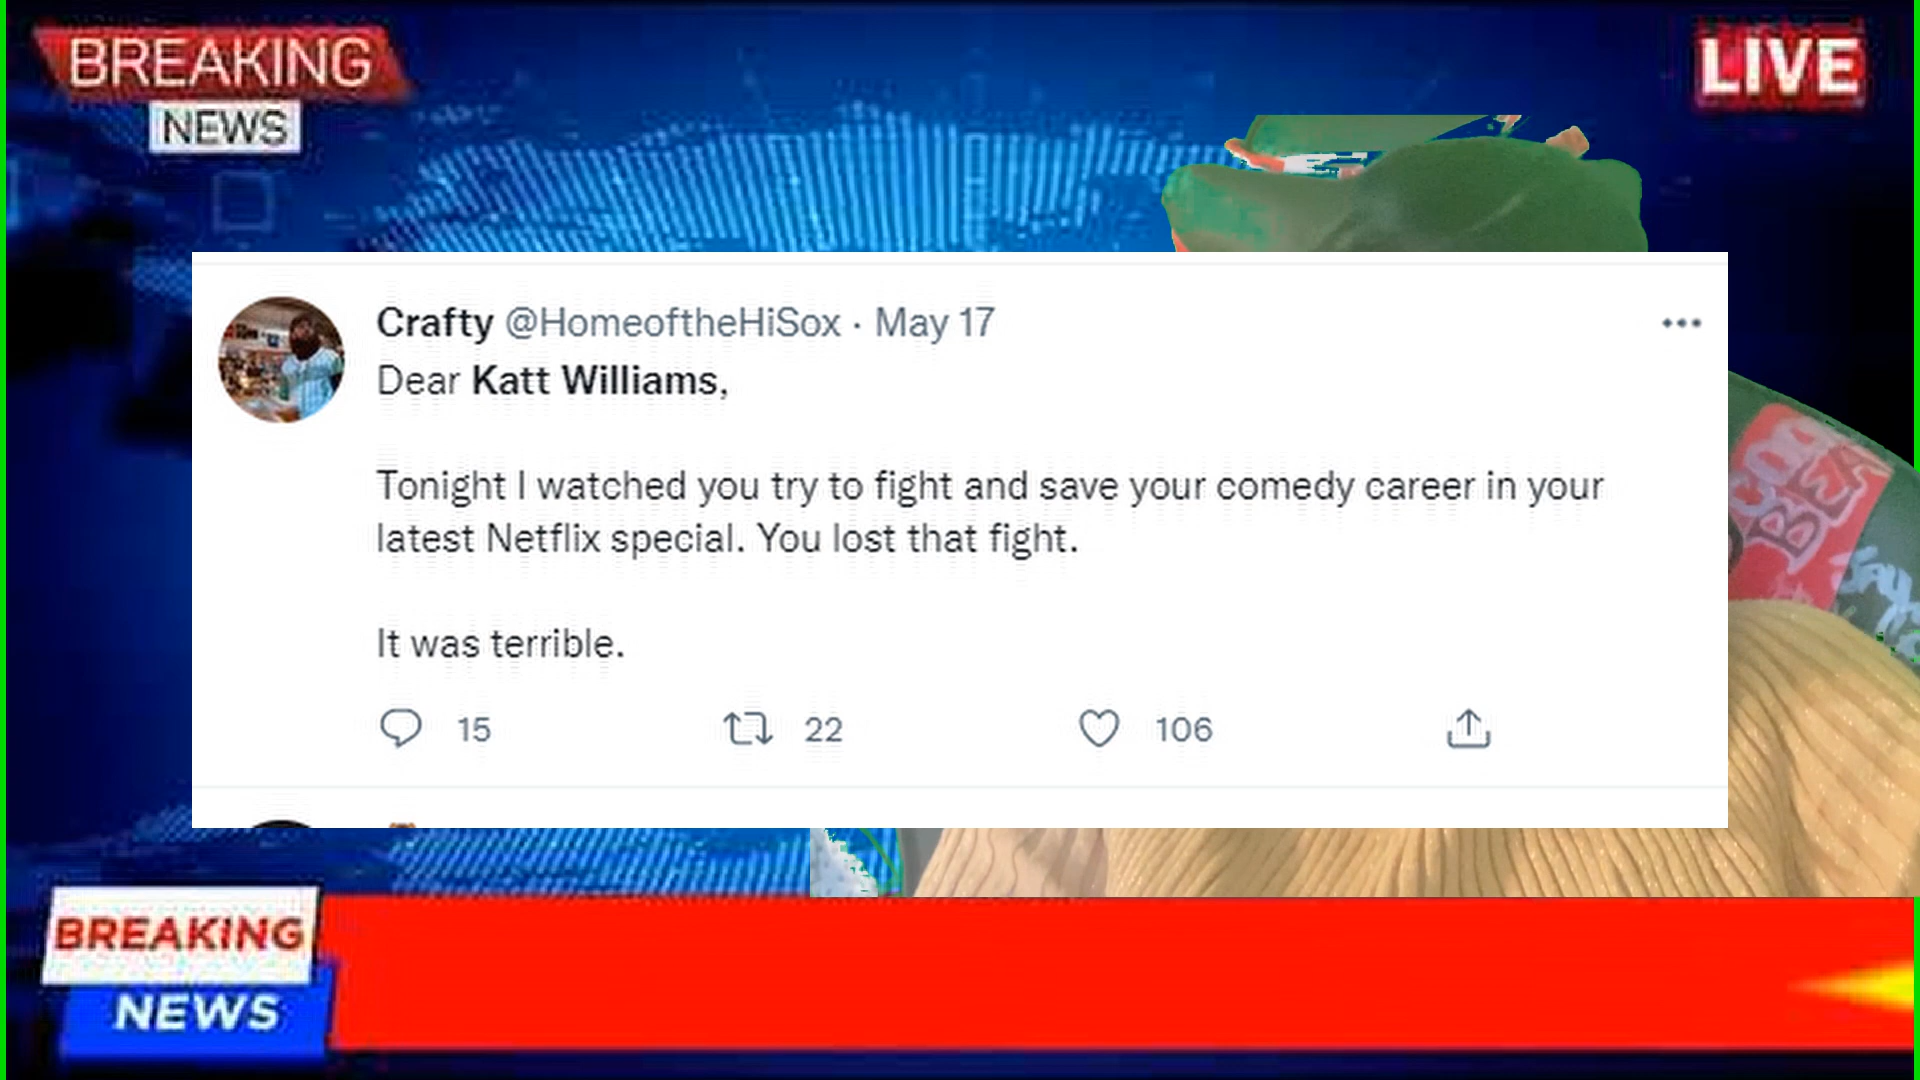 BREAKING
NEWS
LIVE
Crafty @HomeoftheHiSox · May 17
Dear Katt Williams,
Tonight I watched you try to fight and save your comedy career in your
latest Netflix special. You lost that fight.
It was terrible.
15 22 106
BREAKING
NEWS